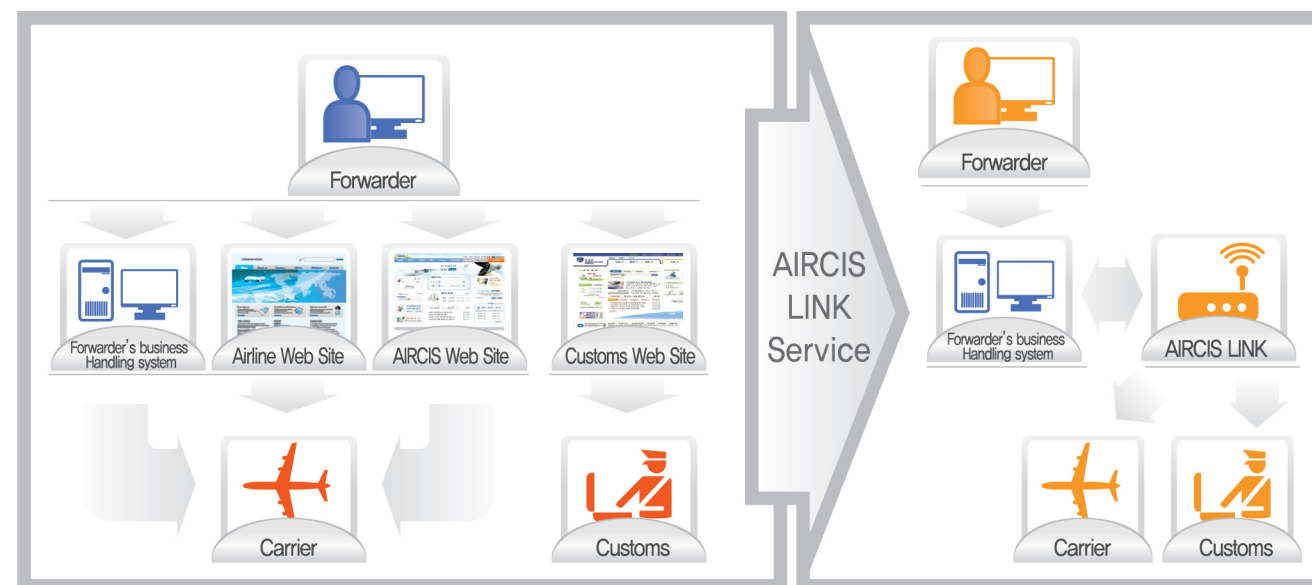 Forwarder
Forwarder's business
Handling system
Airline Web Site
AIRCIS Web Site
Customs Web Site
Carrier
Customs
AIRCIS
LINK
Service
Forwarder
Forwarder's business
Handling system
AIRCIS LINK
Carrier
Customs